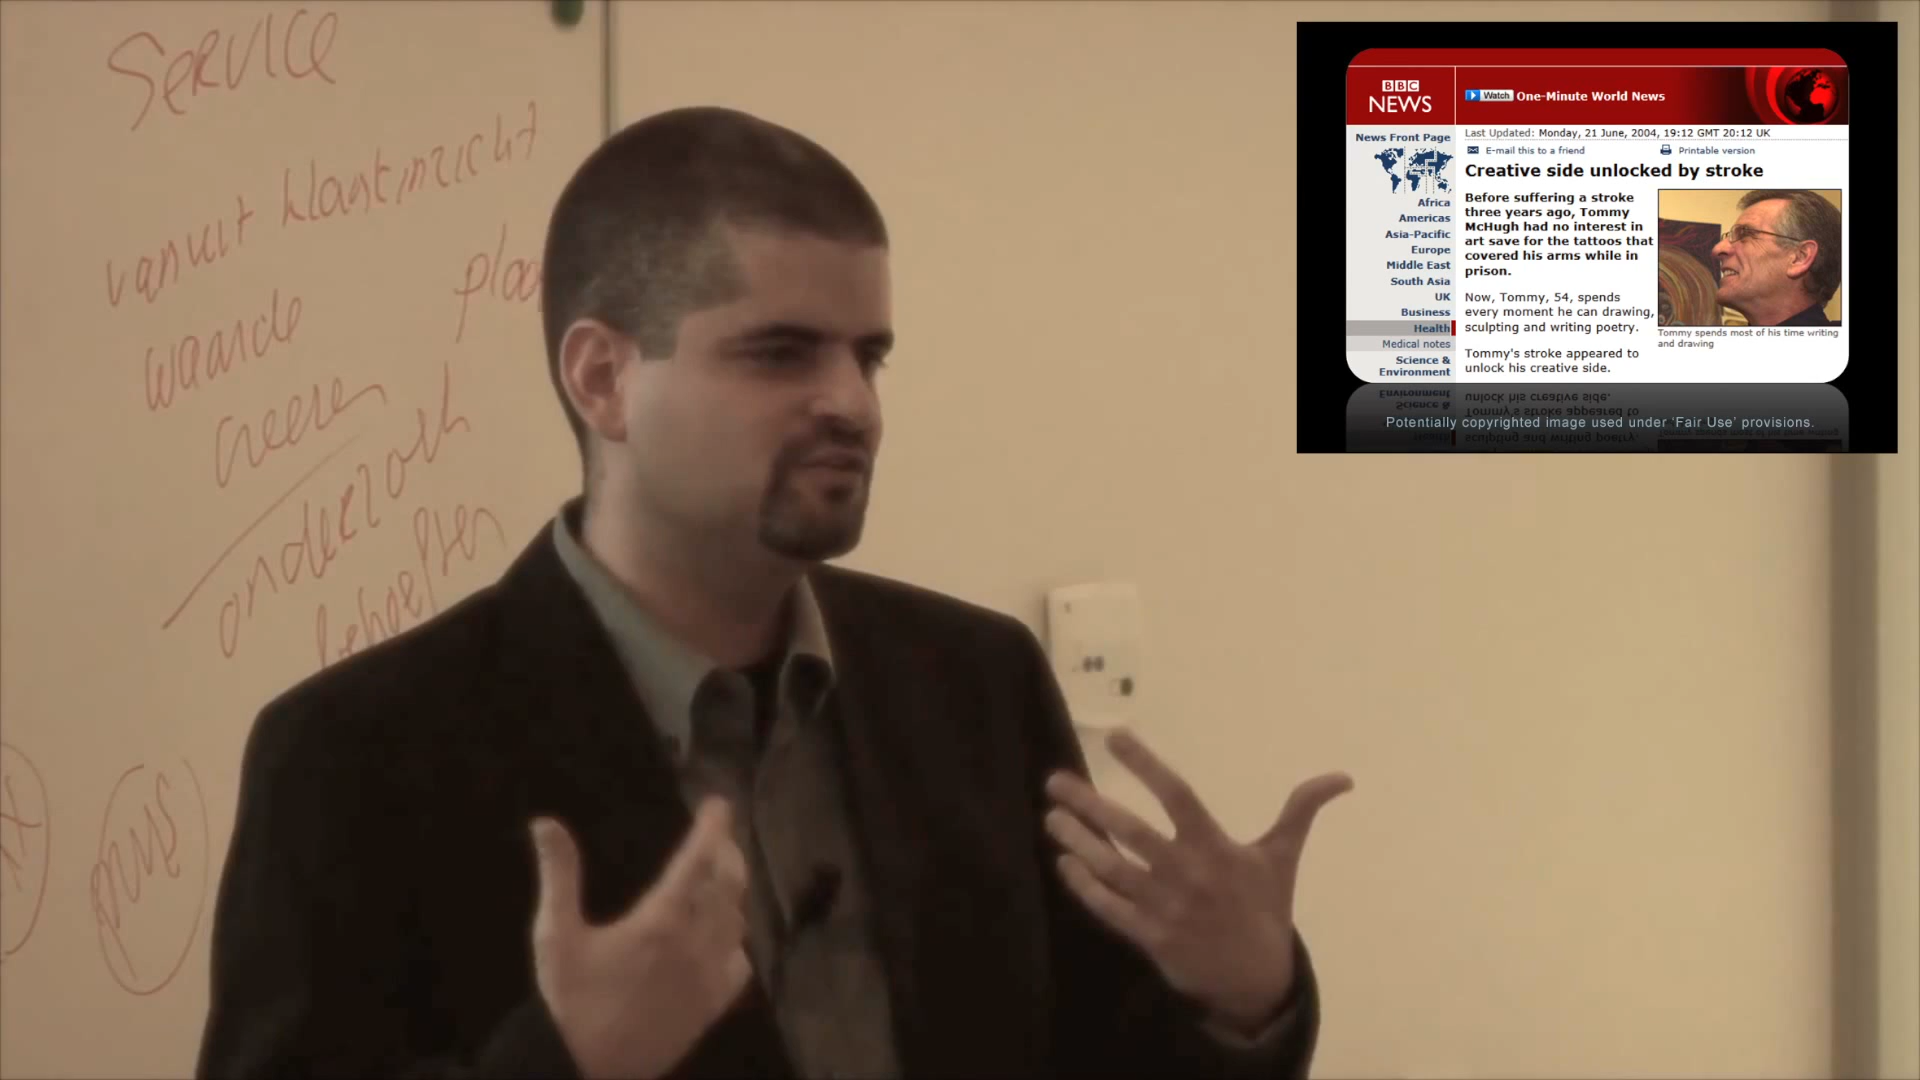 SERVICE
vanuit klantinzicht
waarde
creëren
onderzoek
behoeften
BBC
NEWS
Watch One-Minute World News
News Front Page
Africa
Americas
Asia-Pacific
Europe
Middle East
South Asia
UK
Business
Health
Medical notes
Science &
Environment
Last Updated: Monday, 21 June, 2004, 19:12 GMT 20:12 UK
E-mail this to a friend
Printable version
Creative side unlocked by stroke
Before suffering a stroke
three years ago, Tommy
McHugh had no interest in
art save for the tattoos that
covered his arms while in
prison.
Now, Tommy, 54, spends
every moment he can drawing,
sculpting and writing poetry.
Tommy's stroke appeared to
unlock his creative side.
Tommy spends most of his time writing
and drawing
Potentially copyrighted image used under 'Fair Use' provisions.